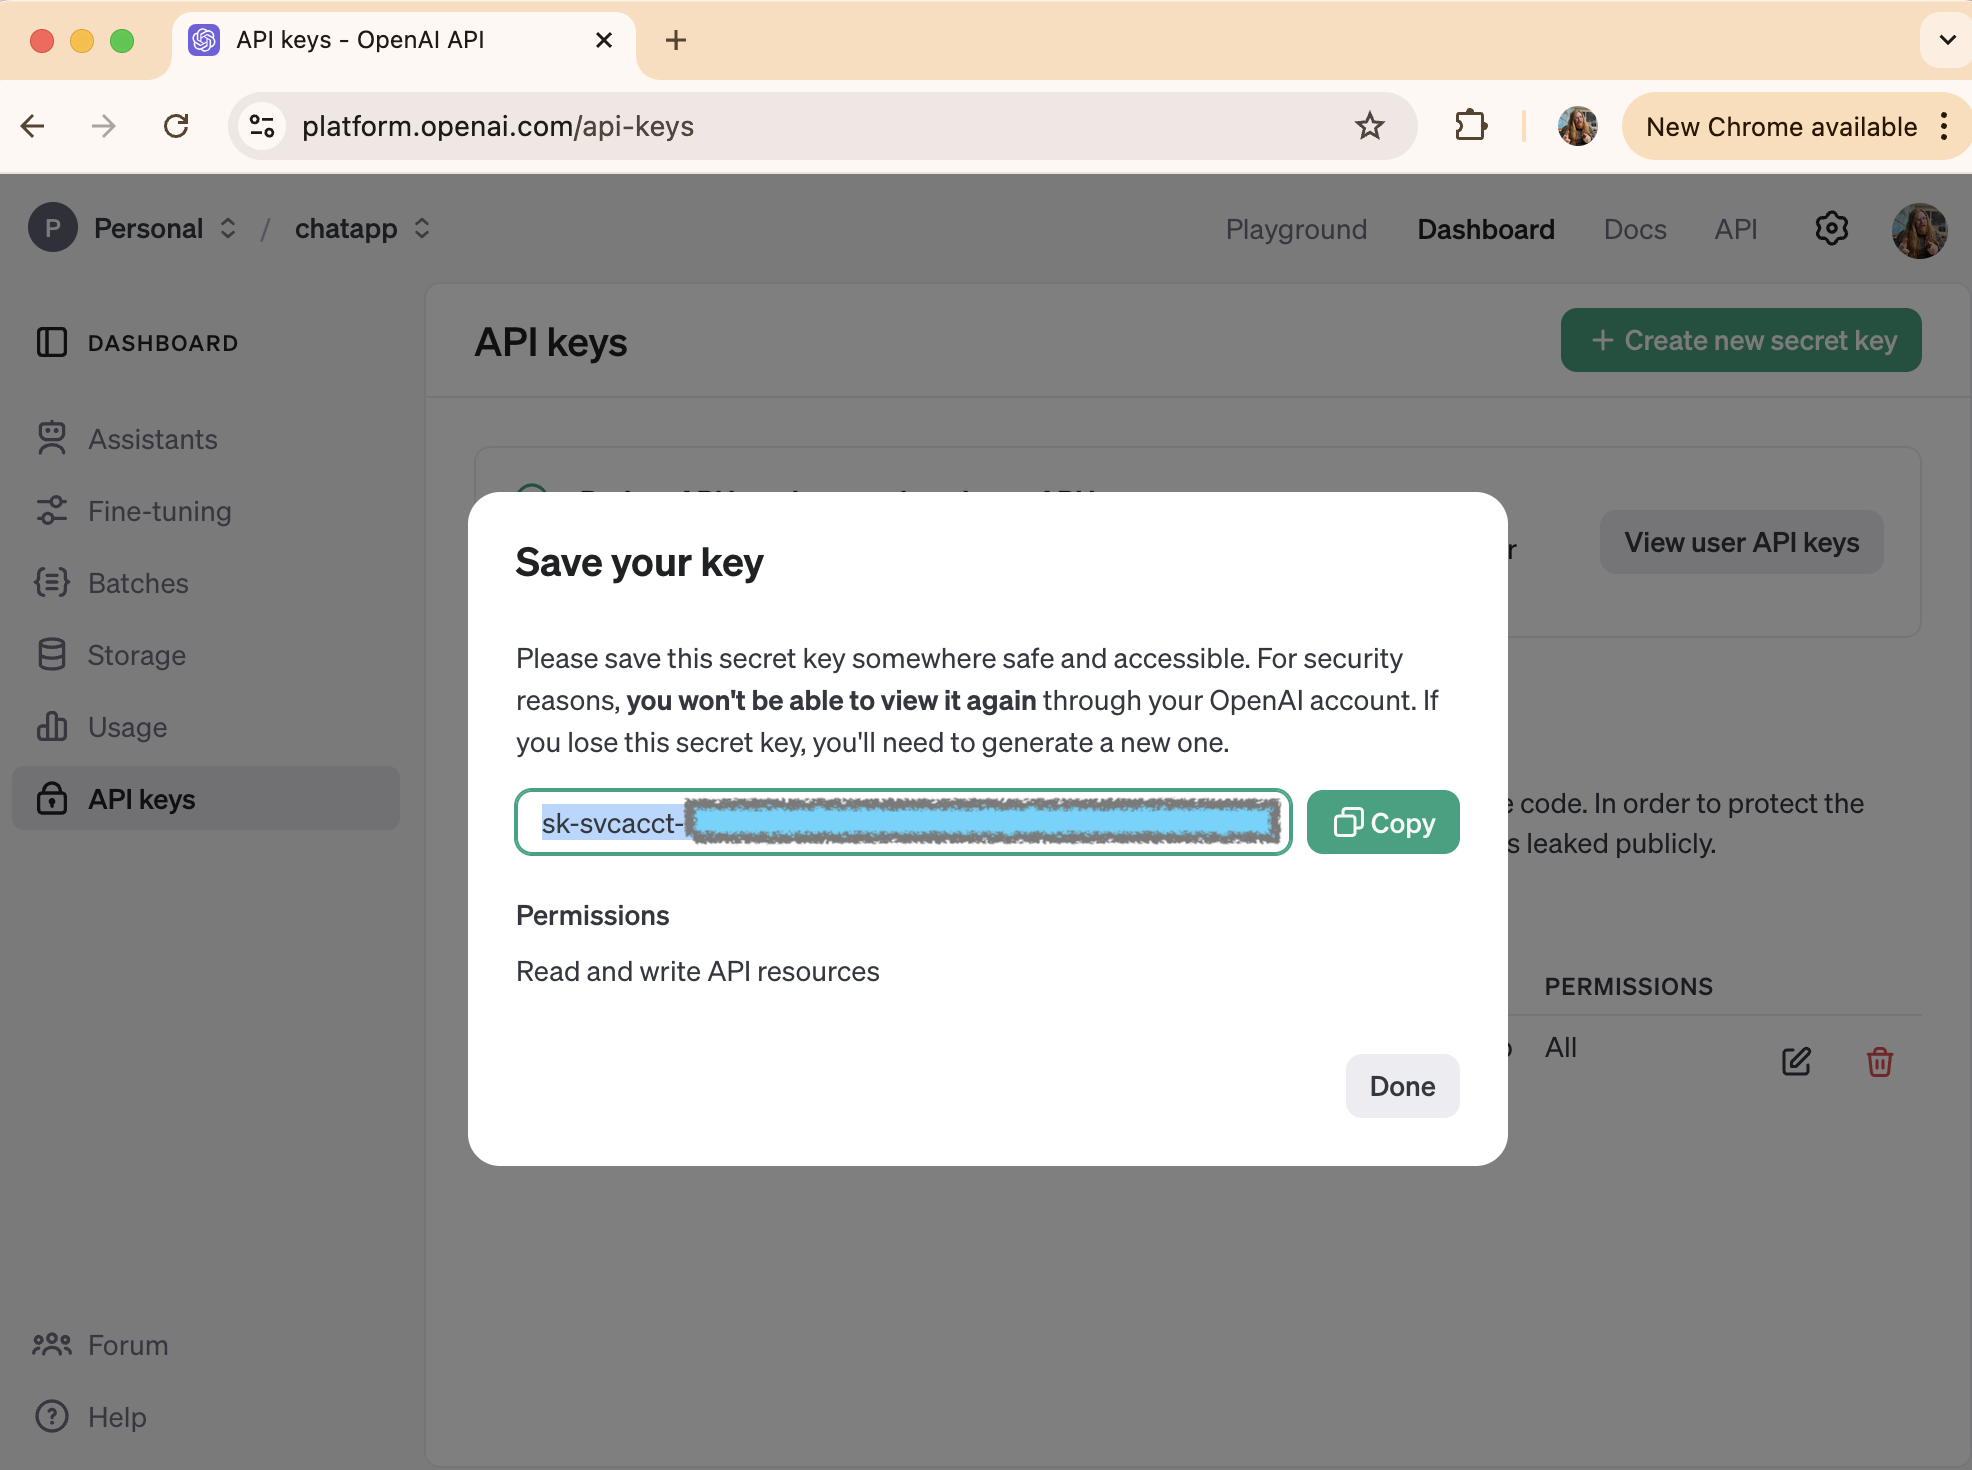 API keys - OpenAI API
platform.openai.com/api-keys
New Chrome available
P Personal / chatapp
Playground Dashboard Docs API
DASHBOARD
Assistants
Fine-tuning
Batches
Storage
Usage
API keys
Forum
Help
API keys
+ Create new secret key
View user API keys
Save your key
Please save this secret key somewhere safe and accessible. For security
reasons, you won't be able to view it again through your OpenAI account. If
you lose this secret key, you'll need to generate a new one.
sk-svcacct-
Copy
Permissions
Read and write API resources
Done
code. In order to protect the
leaked publicly.
PERMISSIONS
All